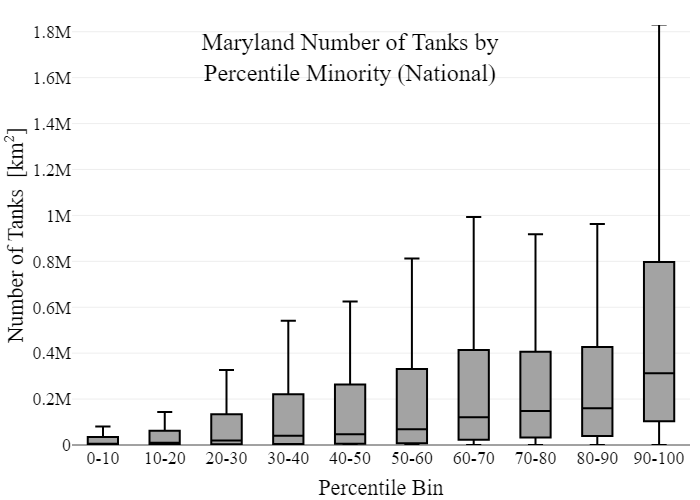 Maryland Number of Tanks by
Percentile Minority (National)
Number of Tanks [km²]
1.8M
1.6M
1.4M
1.2M
1M
0.8M
0.6M
0.4M
0.2M
0
0-10 10-20 20-30 30-40 40-50 50-60 60-70 70-80 80-90 90-100
Percentile Bin